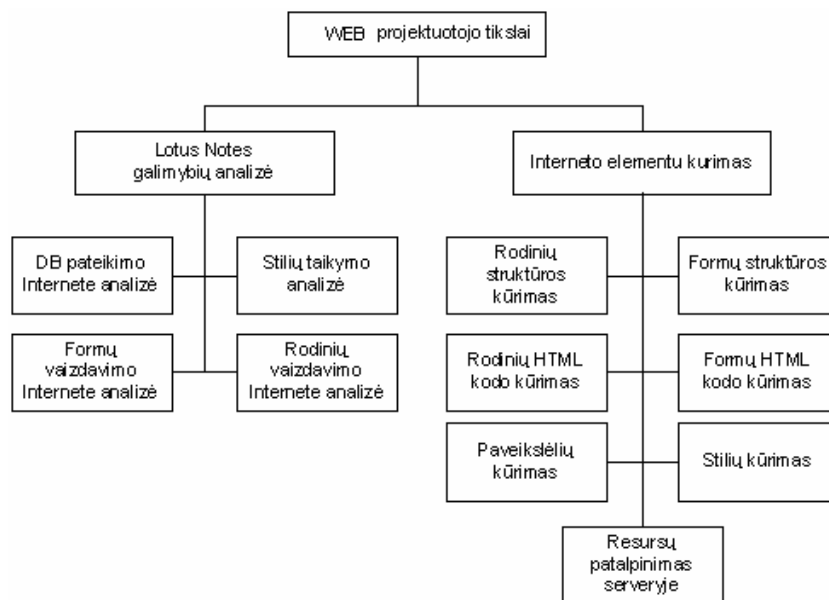 WEB projektuotojo tikslai
Lotus Notes
galimybių analizė
Interneto elementu kurimas
DB pateikimo
Internete analizė
Stilių taikymo
analizė
Formų
vaizdavimo
Internete analizė
Rodinių
vaizdavimo
Internete analizė
Rodinių
struktūros
kūrimas
Formų struktūros
kūrimas
Rodinių HTML
kodo kūrimas
Formų HTML
kodo kūrimas
Paveikslėlių
kūrimas
Stilių kūrimas
Resursų
patalpinimas
serveryje